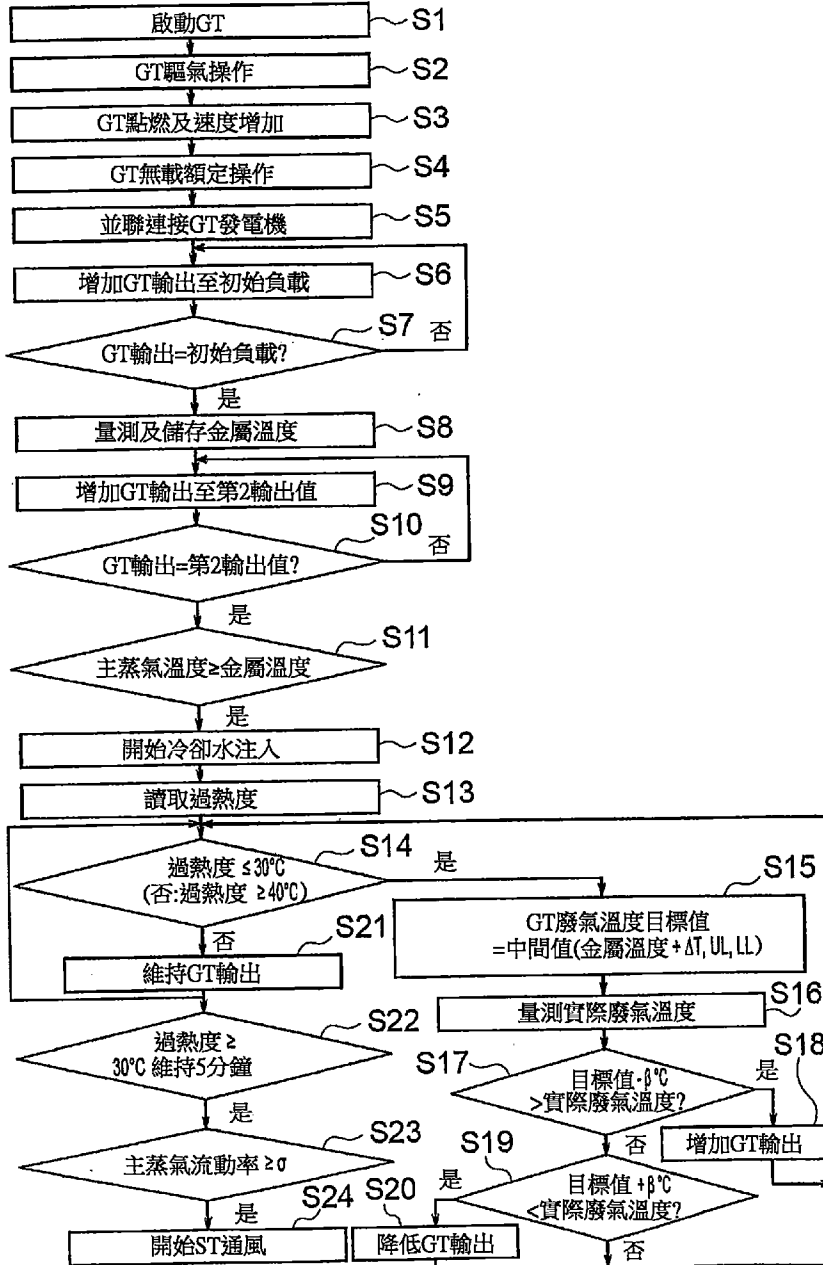 啟動GT
S1
GT驅氣操作
S2
GT點燃及速度增加
S3
GT無載額定操作
S4
並聯連接GT發電機
S5
增加GT輸出至初始負載
S6
GT輸出=初始負載?
S7
否
是
量測及儲存金屬溫度
S8
增加GT輸出至第2輸出值
S9
GT輸出=第2輸出值?
S10
否
是
主蒸氣溫度≥金屬溫度
S11
是
開始冷卻水注入
S12
讀取過熱度
S13
過熱度≤30°C
(否:過熱度 ≥40°C)
S14
是
否
S15
GT廢氣溫度目標值
=中間值(金屬溫度+ΔT, UL, LL)
維持GT輸出
S21
量測實際廢氣溫度
S16
過熱度≥
30°C 維持5分鐘
S22
是
S17
目標值-β°C
>實際廢氣溫度?
是
否
S18
增加GT輸出
主蒸氣流動率≥σ
S23
是
S19
目標值+β°C
<實際廢氣溫度?
是
否
S20
降低GT輸出
開始ST通風
S24